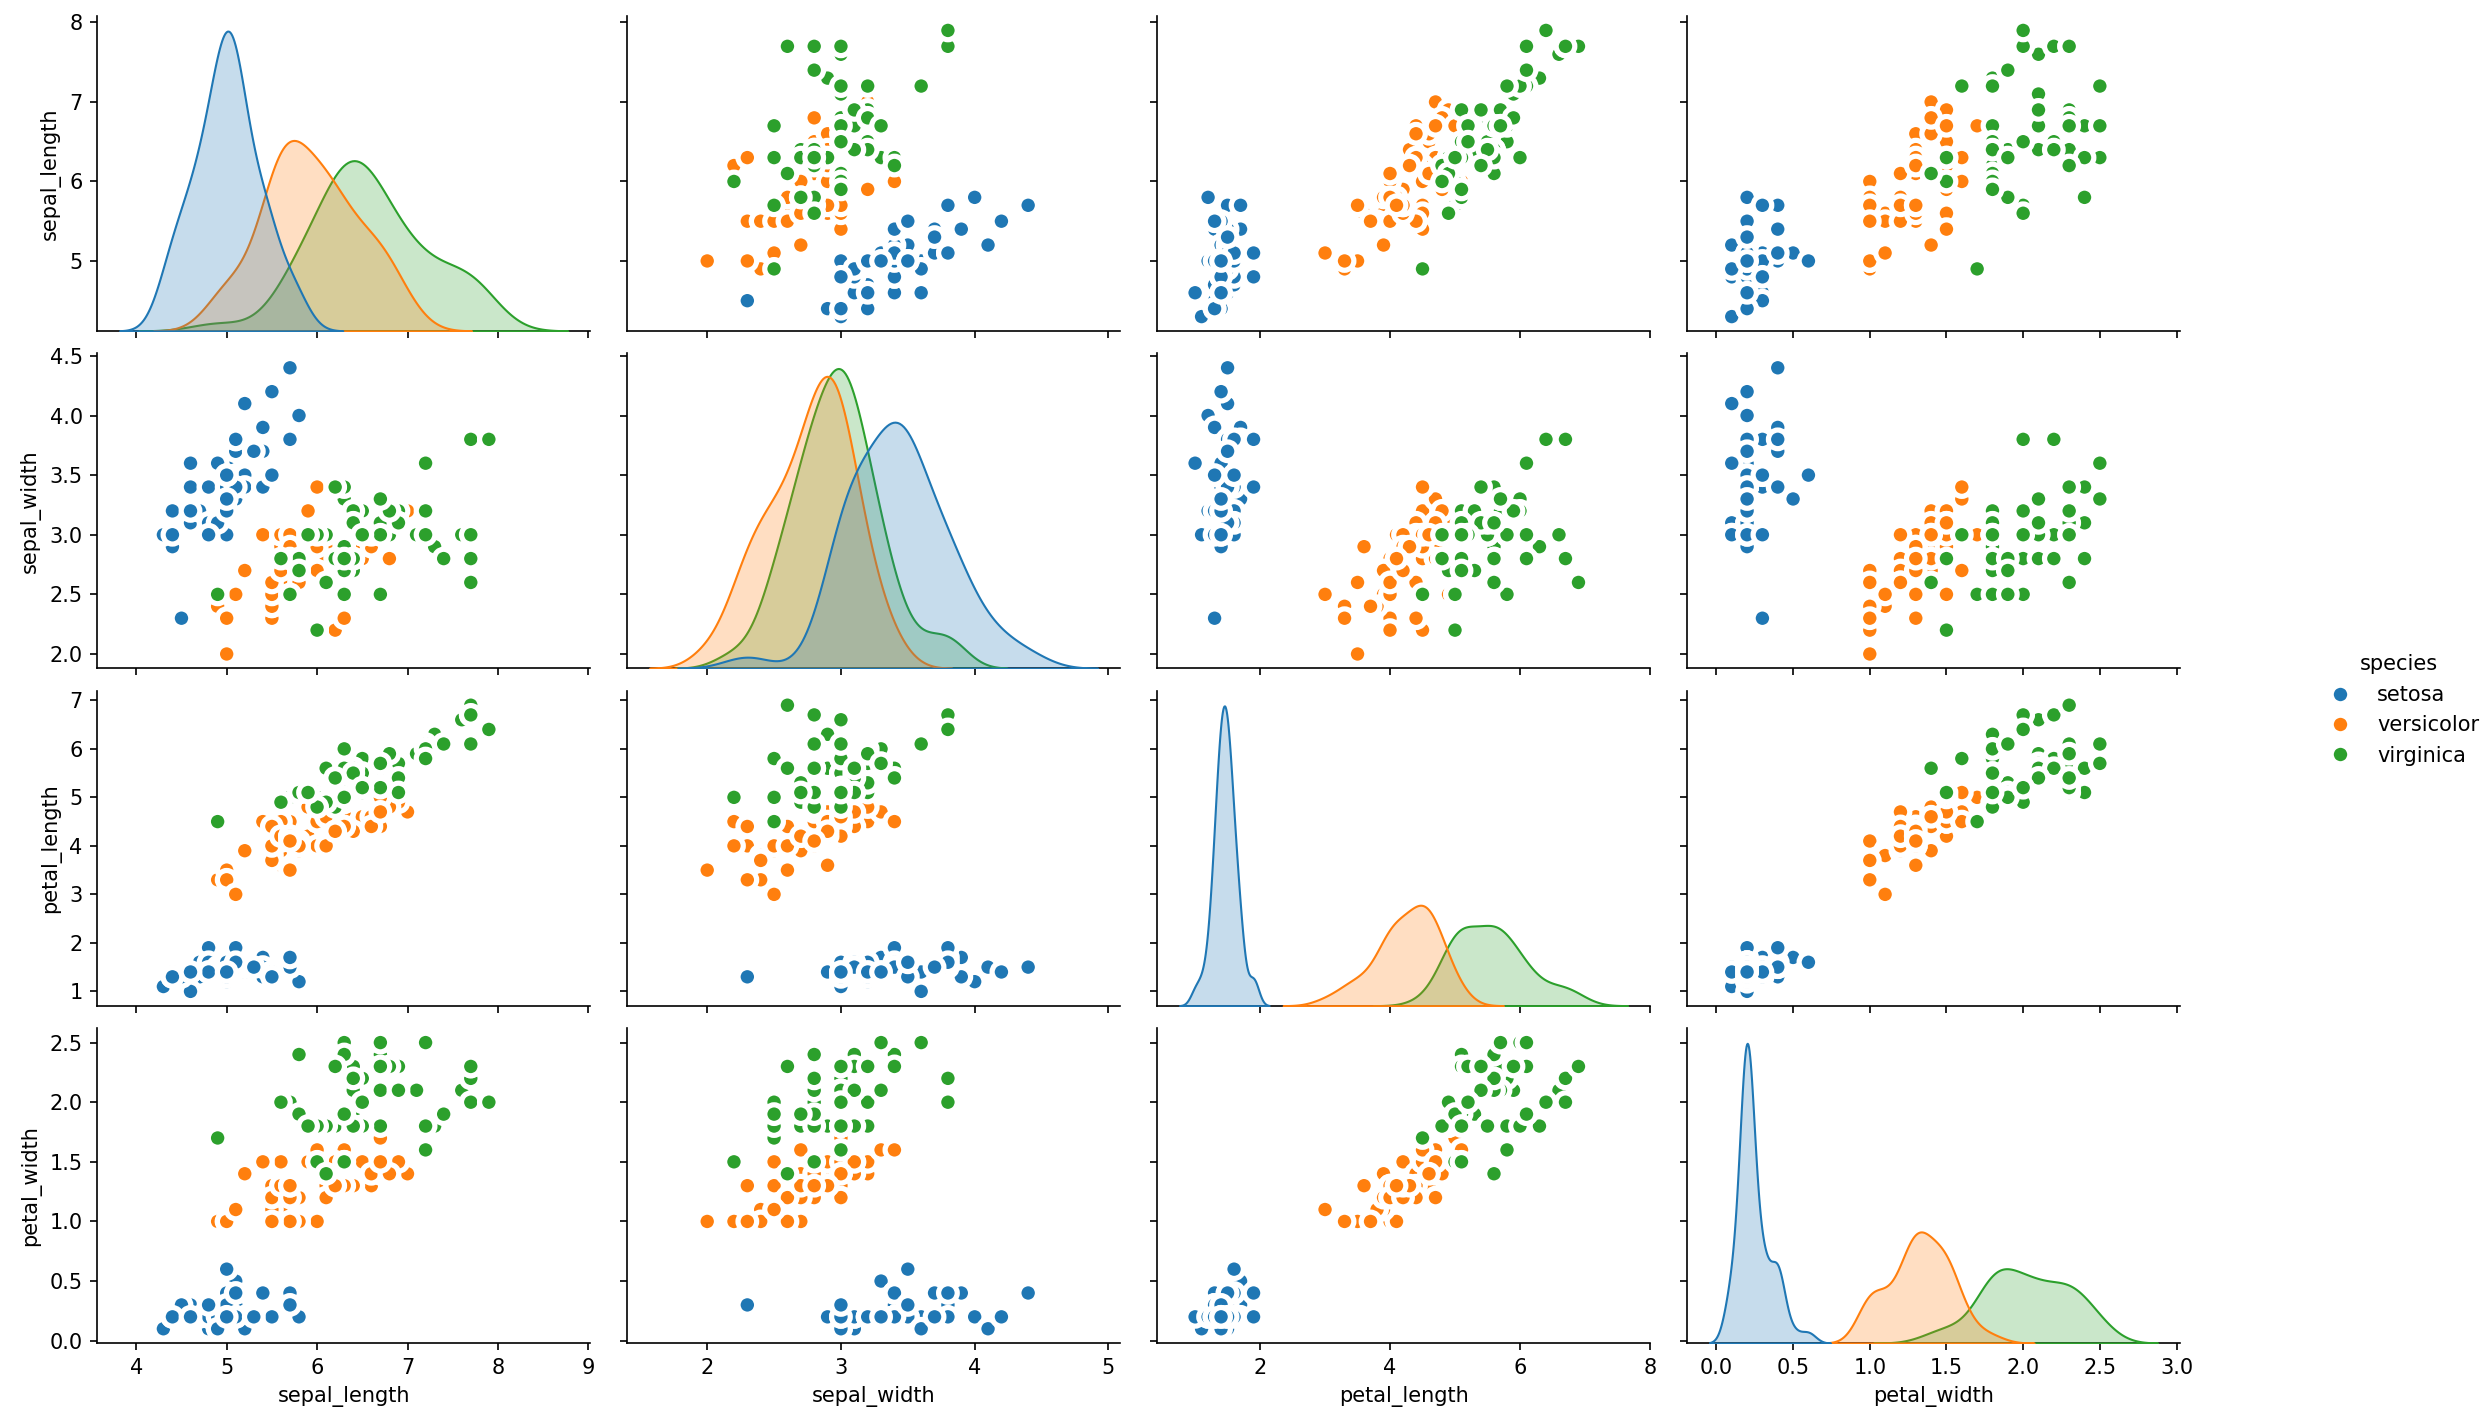 sepal_length
8
7
6
5
sepal_width
4.5
4.0
3.5
3.0
2.5
2.0
petal_length
7
6
5
4
3
2
1
petal_width
2.5
2.0
1.5
1.0
0.5
0.0
4 5 6 7 8 9
sepal_length
2 3 4 5
sepal_width
2 4 6 8
petal_length
0.0 0.5 1.0 1.5 2.0 2.5 3.0
petal_width
species
setosa
versicolor
virginica